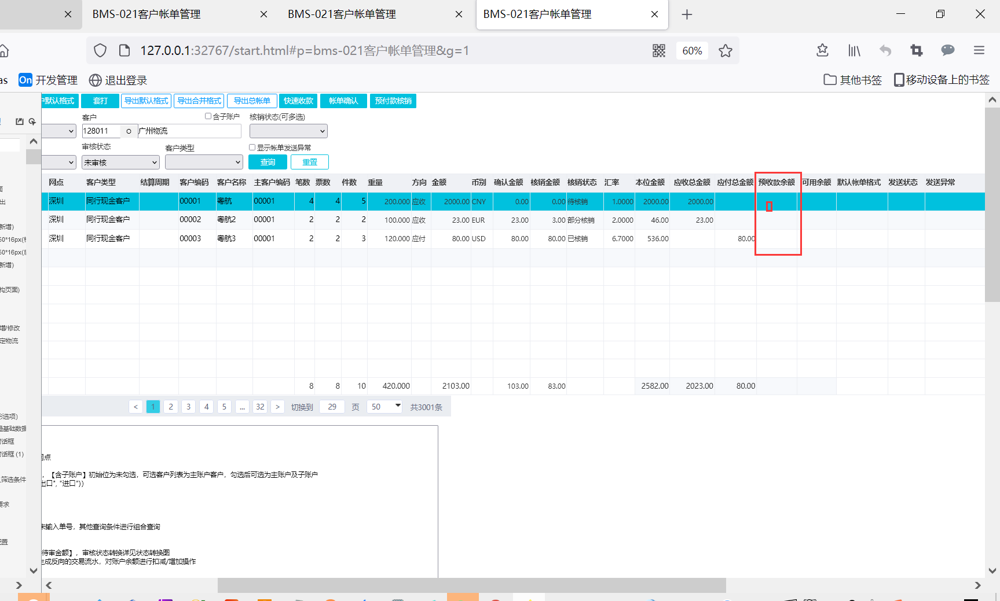 BMS-021客户帐单管理
BMS-021客户帐单管理
BMS-021客户帐单管理
127.0.0.1:32767/start.html#p=bms-021客户帐单管理&g=1
60%
as
On 开发管理
退出登录
其他书签
移动设备上的书签
默认格式
套打
导出默认格式
导出合并格式
导出总帐单
快速收款
帐单确认
预付款核销
客户
含子账户
核销状态(可多选)
128011
广州物流
审核状态
客户类型
显示帐单发送异常
未审核
查询
重置
网点 客户类型 结算周期 客户编码 客户名称 主客户编码 笔数 票数 件数 重量 方向 金额 币别 确认金额 核销金额 核销状态 汇率 本位金额 应收总金额 应付总金额 预收款余额 可用余额 默认帐单格式 发送状态 发送异常
深圳 同行现金客户 00001 粤航 00001 4 4 5 200.000 应收 2000.00 CNY 0.00 0.00 待核销 1.0000 2000.00 2000.00
深圳 同行现金客户 00002 粤航2 00001 2 2 2 100.000 应收 23.00 EUR 23.00 3.00 部分核销 2.0000 46.00 23.00
深圳 同行现金客户 00003 粤航3 00001 2 2 3 120.000 应付 80.00 USD 80.00 80.00 已核销 6.7000 536.00 80.00
8 8 10 420.000 2103.00 103.00 83.00 2582.00 2023.00 80.00
< 1 2 3 4 5 ... 32 > 切换到 29 页 50 共3001条
出
新增)
50*16px(
50*16px(
新增)
构页面)
增/修改
定物流
选项)
量基础数据
对话框
对话框 (1)
筛选条件
要求
配置
网点
，【含子账户】初始位为未勾选，可选客户列表为主账户客户，勾选后可选为主账户及子账户
出口", "进口"))
未输入单号，其他查询条件进行组合查询
待审金额】，审核状态转换详见状态转换图
生成反向的交易流水，对账户余额进行扣减/增加操作